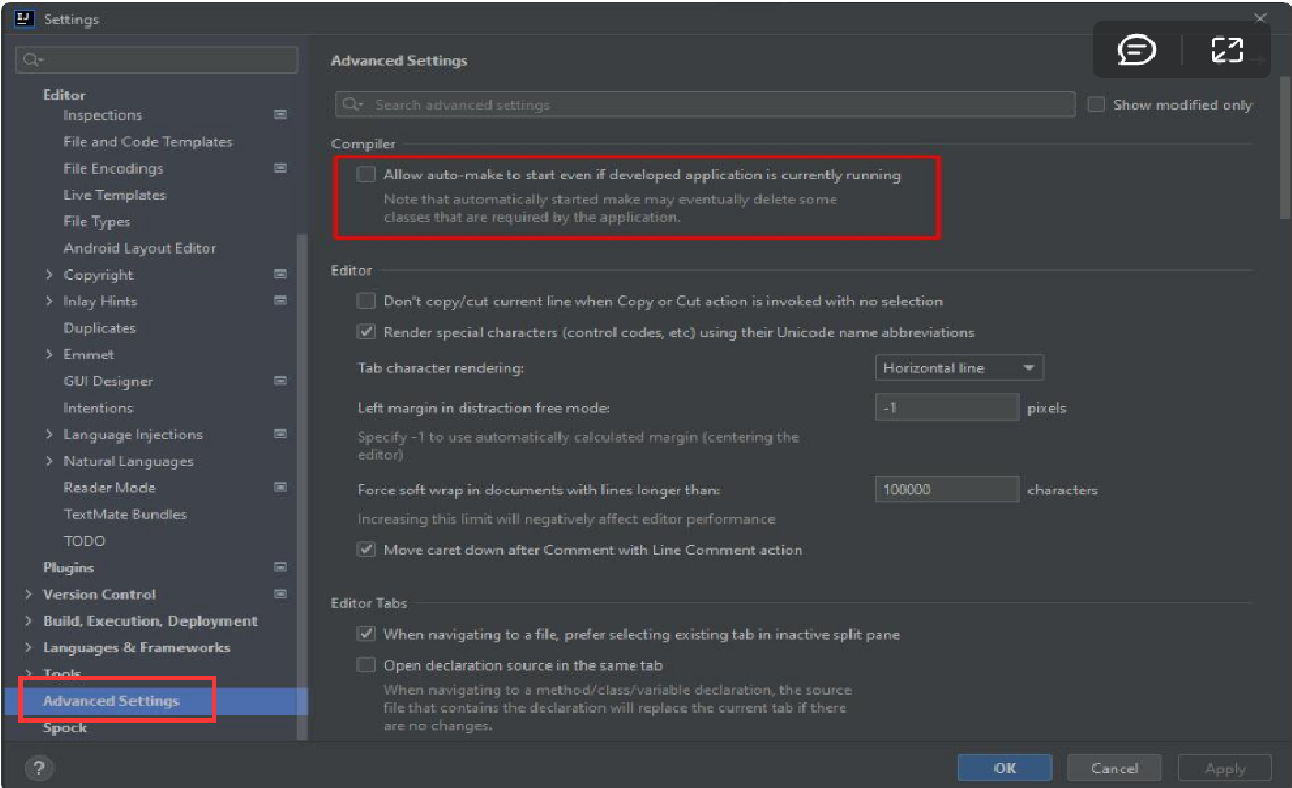 Settings
Editor
Inspections
File and Code Templates
File Encodings
Live Templates
File Types
Android Layout Editor
Copyright
Inlay Hints
Duplicates
Emmet
GUI Designer
Intentions
Language Injections
Natural Languages
Reader Mode
TextMate Bundles
TODO
Plugins
Version Control
Build, Execution, Deployment
Languages & Frameworks
Tools
Advanced Settings
Spock
Advanced Settings
Search advanced settings
Show modified only
Compiler
Allow auto-make to start even if developed application is currently running
Note that automatically started make may eventually delete some
classes that are required by the application.
Editor
Don't copy/cut current line when Copy or Cut action is invoked with no selection
Render special characters (control codes, etc) using their Unicode name abbreviations
Tab character rendering: Horizontal line
Left margin in distraction free mode: -1 pixels
Specify -1 to use automatically calculated margin (centering the
editor)
Force soft wrap in documents with lines longer than: 100000 characters
Increasing this limit will negatively affect editor performance
Move caret down after Comment with Line Comment action
Editor Tabs
When navigating to a file, prefer selecting existing tab in inactive split pane
Open declaration source in the same tab
When navigating to a method/class/variable declaration, the source
file that contains the declaration will replace the current tab if there
are no changes.
? OK Cancel Apply